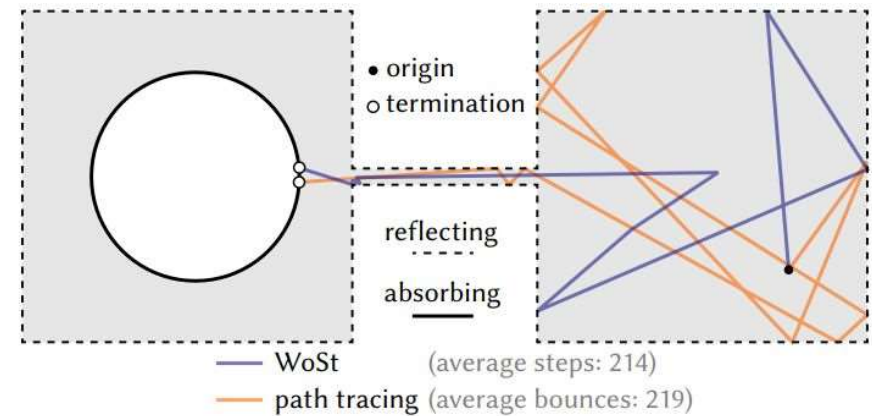 origin
termination
reflecting
absorbing
WoSt (average steps: 214)
path tracing (average bounces: 219)